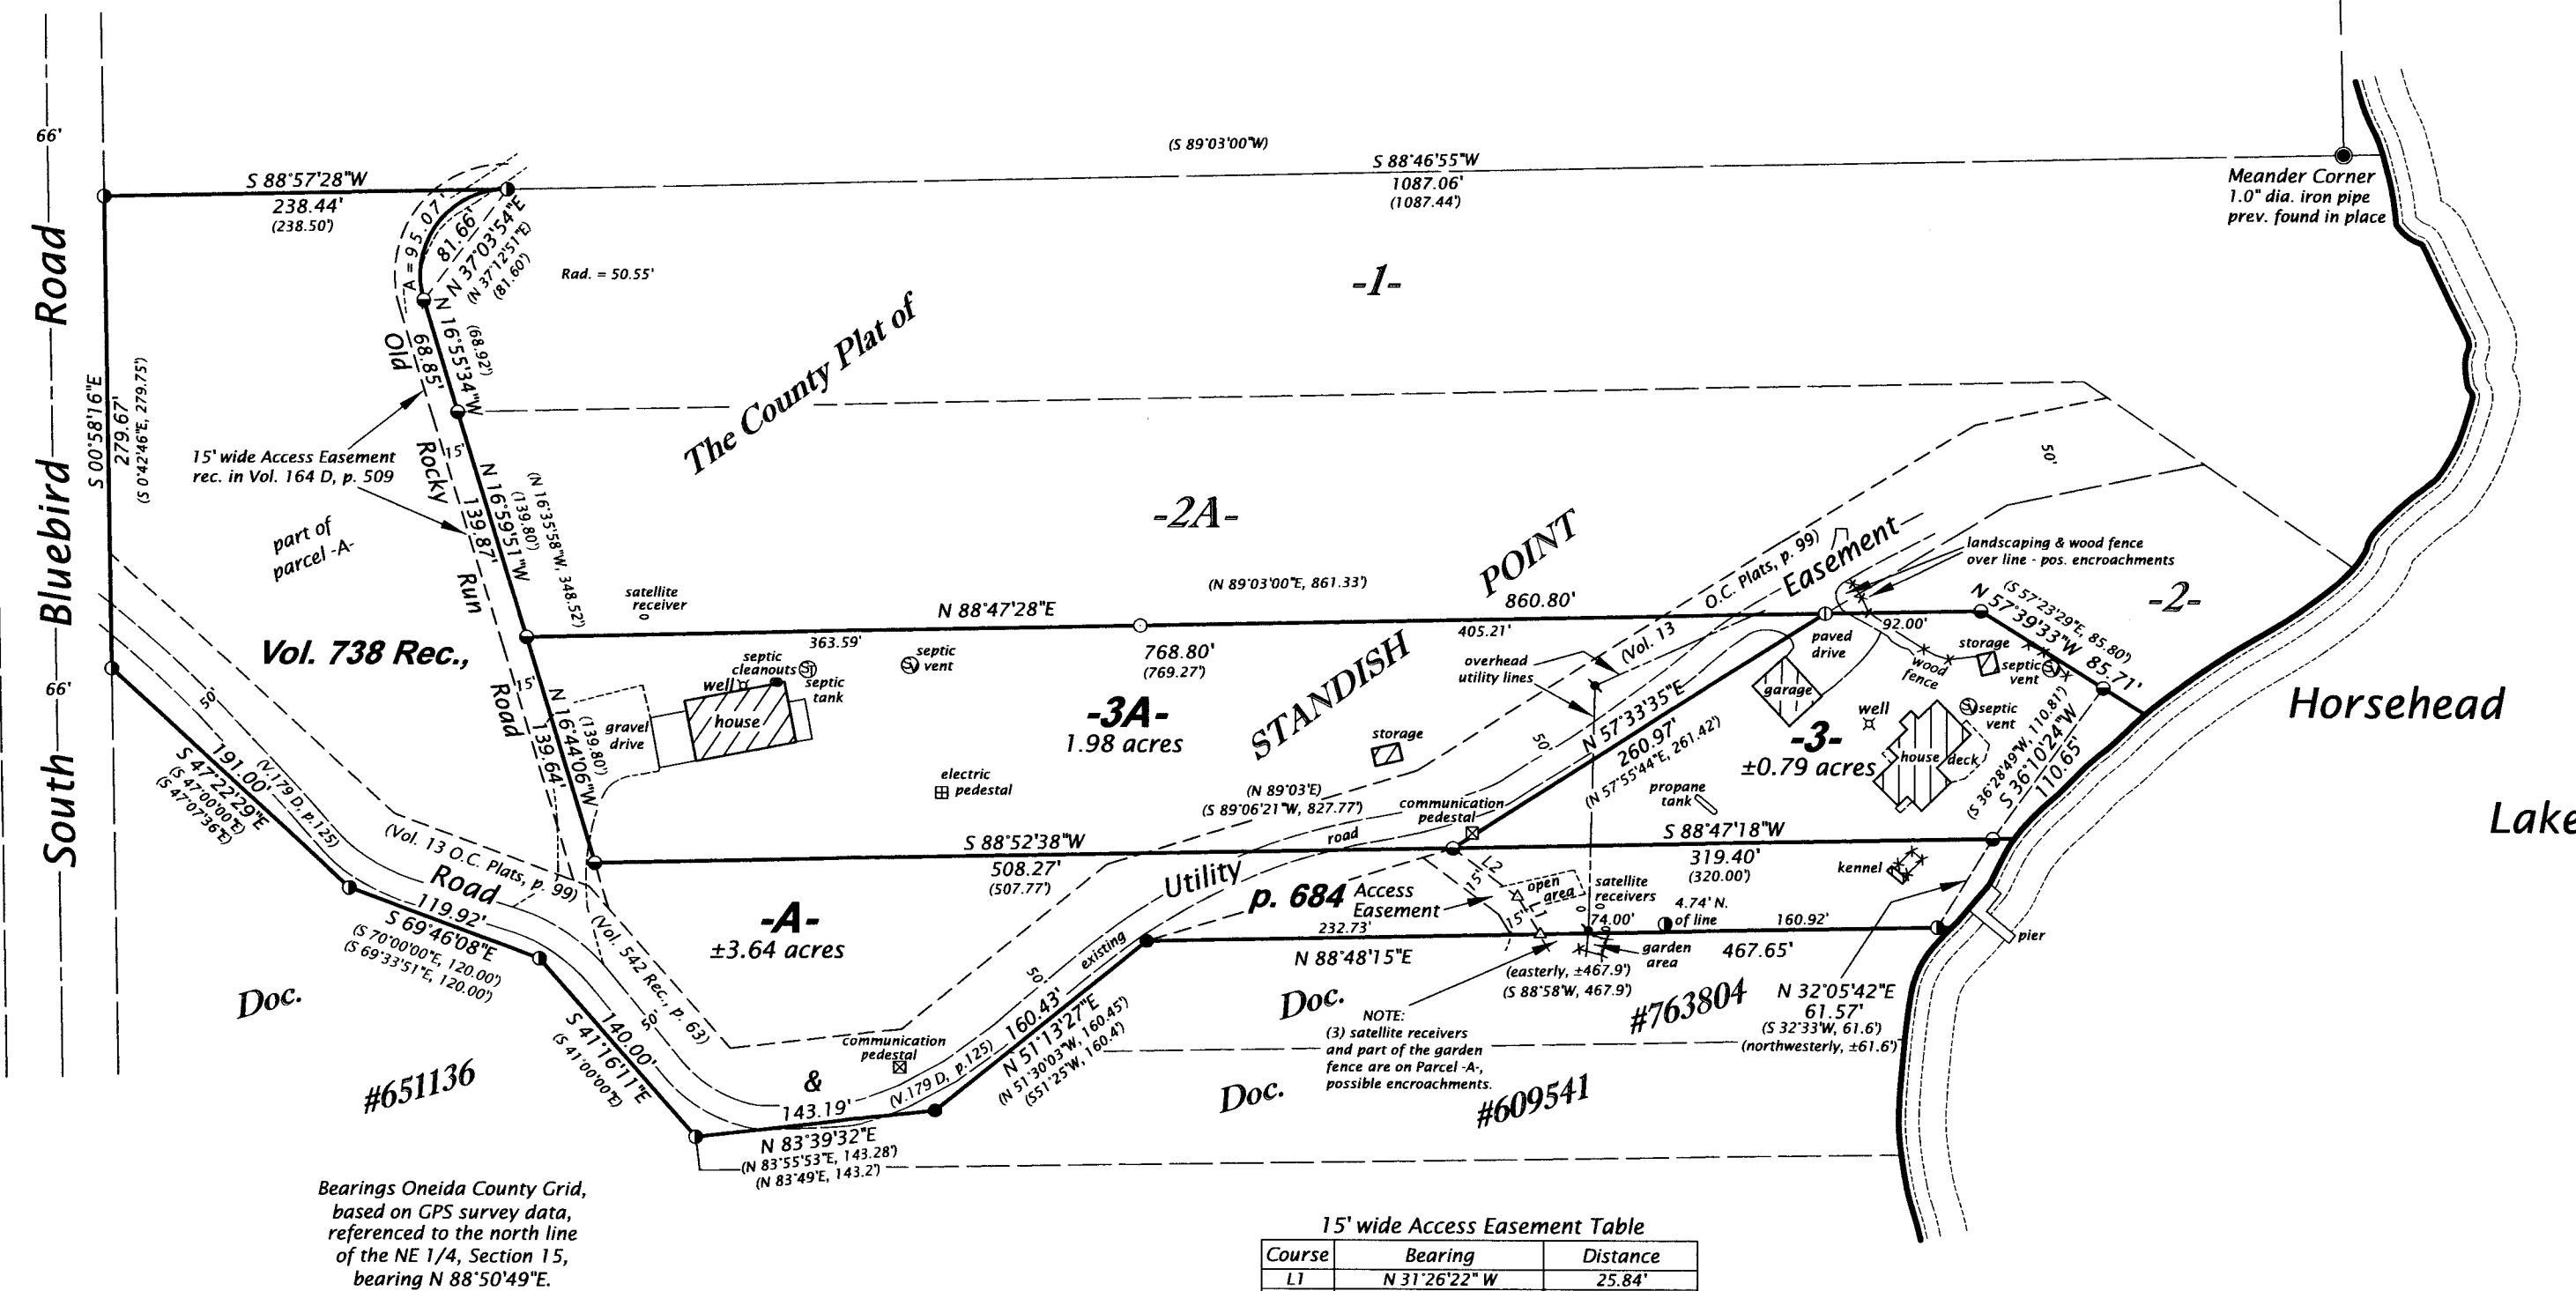 66'
(S 89°03'00"W)
S 88°46'55"W
1087.06'
(1087.44')
Meander Corner
1.0" dia. iron pipe
prev. found in place
S 88°57'28"W
238.44'
(238.50')
A = 95.07'
81.66'
N 37°03'54"E
(N 37°12'51"E)
(81.60')
Rad. = 50.55'
-1-
The County Plat of
STANDISH
POINT
South Bluebird Road
66'
S 00°58'16"E
279.67'
(S 0°42'46"E, 279.75')
N 16°55'34"W
(68.92')
68.85'
Old
Rocky
Run
Road
15' wide Access Easement
rec. in Vol. 164 D, p. 509
part of
parcel -A-
15'
N 16°59'51"W
(139.80')
(N 16°35'58"W, 348.52')
139.87'
-2A-
50'
O.C. Plats, p. 99)
(Vol. 13
Easement
landscaping & wood fence
over line - pos. encroachments
-2-
(S 57°23'29"E, 85.80')
N 57°39'33"W
85.71'
Vol. 738 Rec.,
satellite
receiver
N 88°47'28"E
(N 89°03'00"E, 861.33')
860.80'
363.59'
405.21'
92.00'
768.80'
(769.27')
septic
cleanouts
ST
septic
tank
SV
septic
vent
well
house
gravel
drive
15'
N 16°44'06"W
(139.80')
139.64'
-3A-
1.98 acres
electric
pedestal
storage
overhead
utility lines
paved
drive
garage
wood
fence
storage
septic
vent
SV
well
SV
septic
vent
house
deck
-3-
±0.79 acres
propane
tank
N 57°33'35"E
260.97'
(N 57°55'44"E, 261.42')
50'
(S 36°28'49"W, 110.81')
S 36°10'24"W
110.65'
Horsehead
Lake
(N 89°03'E)
(S 89°06'21"W, 827.77')
communication
pedestal
S 88°52'38"W
508.27'
(507.77')
road
S 88°47'18"W
319.40'
(320.00')
kennel
50'
(V.179 D, p.125)
191.00'
S 47°22'29"E
(S 47°00'00"E)
(S 47°07'36"E)
(Vol. 13 O.C. Plats, p. 99)
Road
119.92'
S 69°46'08"E
(S 70°00'00"E, 120.00')
(S 69°33'51"E, 120.00')
(Vol. 542 Rec., p. 63)
-A-
±3.64 acres
Utility
existing
50'
p. 684
Access
Easement
L2
15'
15'
open
area
satellite
receivers
4.74' N.
of line
232.73'
74.00'
160.92'
N 88°48'15"E
467.65'
(easterly, ±467.9')
(S 88°58'W, 467.9')
garden
area
pier
N 32°05'42"E
61.57'
(S 32°33'W, 61.6')
(northwesterly, ±61.6')
NOTE:
(3) satellite receivers
and part of the garden
fence are on Parcel -A-,
possible encroachments.
Doc.
#763804
Doc.
#609541
Doc.
#651136
50'
140.00'
S 41°16'11"E
(S 41°00'00"E)
communication
pedestal
&
143.19'
N 83°39'32"E
(N 83°55'53"E, 143.28')
(N 83°49'E, 143.2')
(V.179 D, p.125)
160.43'
N 51°13'27"E
(N 51°30'03"W, 160.45')
(S51°25'W, 160.4')
Bearings Oneida County Grid,
based on GPS survey data,
referenced to the north line
of the NE 1/4, Section 15,
bearing N 88°50'49"E.
15' wide Access Easement Table
Course Bearing Distance
L1 N 31°26'22" W 25.84'